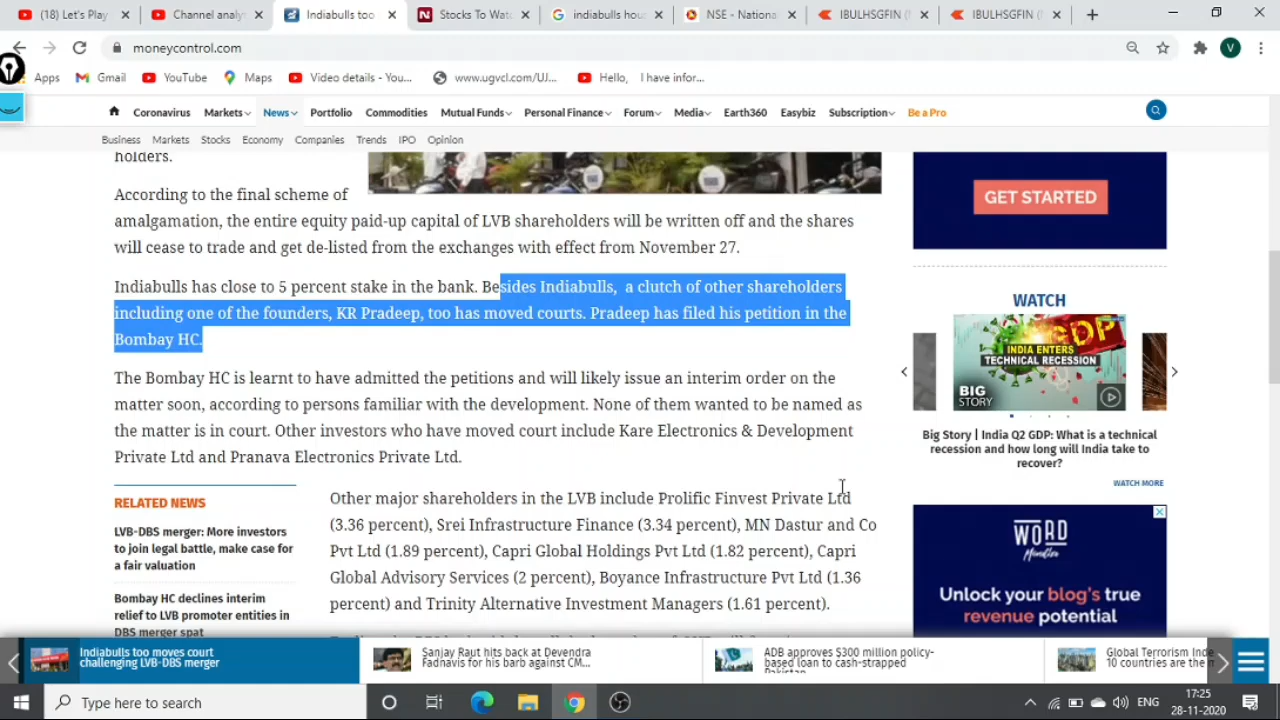 (18) Let's Play
Channel analy
Indiabulls too
Stocks To Wat
indiabulls hou
NSE - Nation
IBULHSGFIN (
IBULHSGFIN (
moneycontrol.com
V
Apps
Gmail
YouTube
Maps
Video details - You...
www.ugvcl.com/UJ...
Hello, I have infor...
Coronavirus
Markets
News
Portfolio
Commodities
Mutual Funds
Personal Finance
Forum
Media
Earth360
Easybiz
Subscription
Be a Pro
Business
Markets
Stocks
Economy
Companies
Trends
IPO
Opinion
holders.
According to the final scheme of
amalgamation, the entire equity paid-up capital of LVB shareholders will be written off and the shares
will cease to trade and get de-listed from the exchanges with effect from November 27.
Indiabulls has close to 5 percent stake in the bank. Besides Indiabulls, a clutch of other shareholders
including one of the founders, KR Pradeep, too has moved courts. Pradeep has filed his petition in the
Bombay HC.
The Bombay HC is learnt to have admitted the petitions and will likely issue an interim order on the
matter soon, according to persons familiar with the development. None of them wanted to be named as
the matter is in court. Other investors who have moved court include Kare Electronics & Development
Private Ltd and Pranava Electronics Private Ltd.
RELATED NEWS
LVB-DBS merger: More investors
to join legal battle, make case for
a fair valuation
Bombay HC declines interim
relief to LVB promoter entities in
DBS merger spat
Other major shareholders in the LVB include Prolific Finvest Private Ltd
(3.36 percent), Srei Infrastructure Finance (3.34 percent), MN Dastur and Co
Pvt Ltd (1.89 percent), Capri Global Holdings Pvt Ltd (1.82 percent), Capri
Global Advisory Services (2 percent), Boyance Infrastructure Pvt Ltd (1.36
percent) and Trinity Alternative Investment Managers (1.61 percent).
GET STARTED
WATCH
GDP
INDIA ENTERS
TECHNICAL RECESSION
BIG
STORY
Big Story | India Q2 GDP: What is a technical
recession and how long will India take to
recover?
WATCH MORE
WORD
Unlock your blog's true
revenue potential
Indiabulls too moves court
challenging LVB-DBS merger
Sanjay Raut hits back at Devendra
Fadnavis for his barb against CM...
ADB approves $300 million policy-
based loan to cash-strapped
Pakistan
Global Terrorism Inde
10 countries are the m
Type here to search
ENG
17:25
28-11-2020